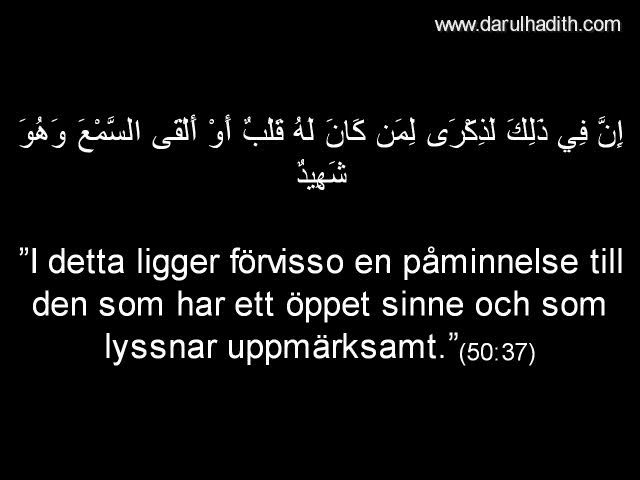 www.darulhadith.com
إِنَّ فِي ذَلِكَ لَذِكْرَى لِمَن كَانَ لَهُ قَلْبٌ أَوْ أَلْقَى السَّمْعَ وَهُوَ
شَهِيدٌ
”I detta ligger förvisso en påminnelse till
den som har ett öppet sinne och som
lyssnar uppmärksamt.”(50:37)